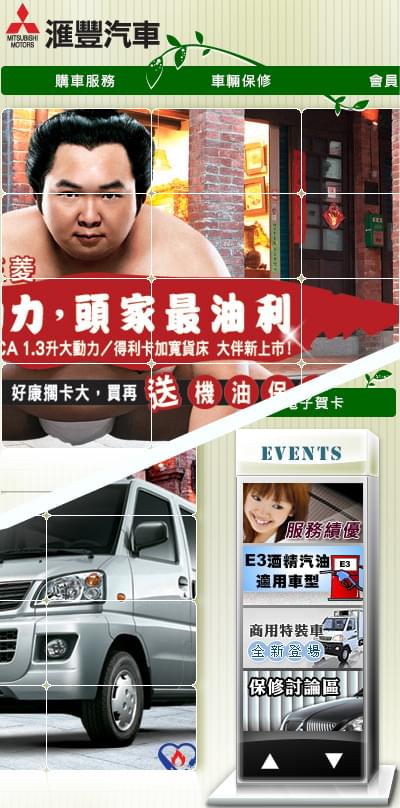 MITSUBISHI
MOTORS
滙豐汽車
購車服務
車輛保修
會員
菱
力，頭家最油利
CA 1.3升大動力／得利卡加寬貨床 大伴新上市！
好康擱卡大，買再送機油保
電子賀卡
EVENTS
服務績優
E3酒精汽油
適用車型
E3
商用特裝車
全新登場
保修討論區